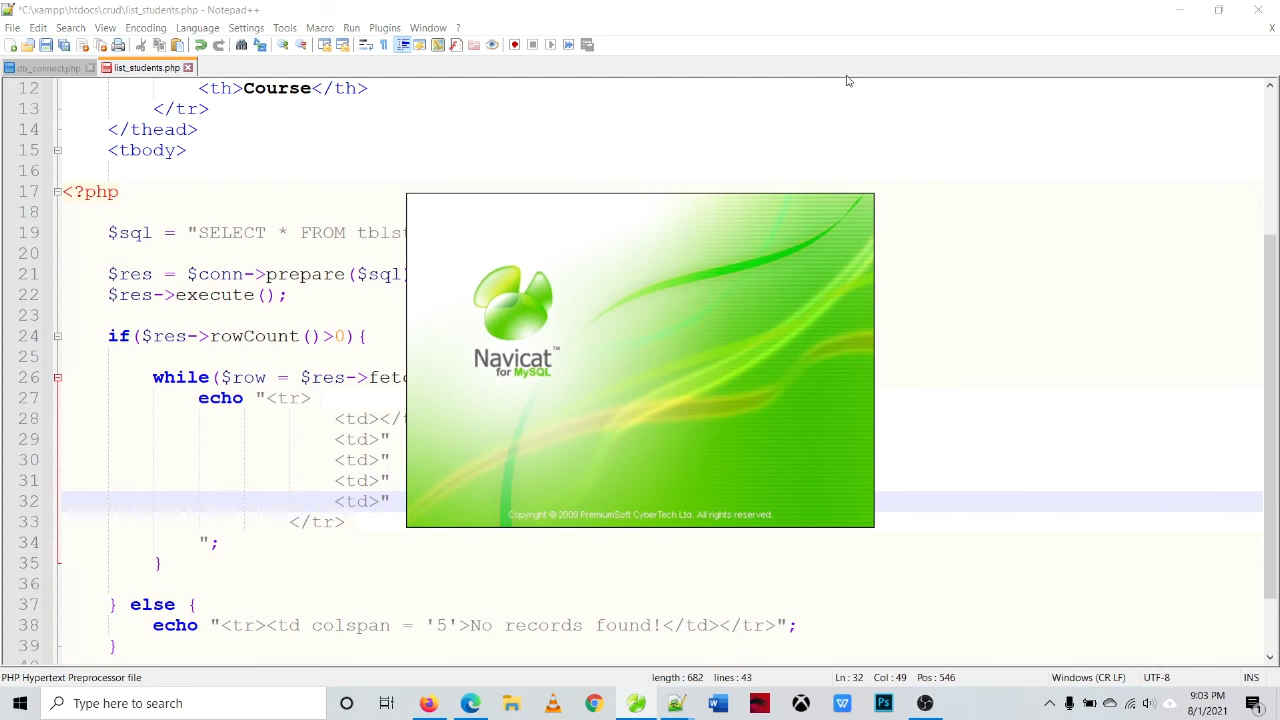 *C:\xampp\htdocs\crud\list_students.php - Notepad++
File Edit Search View Encoding Language Settings Tools Macro Run Plugins Window ?
X
db_connect.php list_students.php
12 <th>Course</th>
13 </tr>
14 </thead>
15 <tbody>
16
17 <?php
18
19 $sql = "SELECT * FROM
20
21 $res = $conn->prepare($sql
22 $res->execute();
23
24 if($res->rowCount()>0){
25
26 while($row = $res->
27 echo "<tr>
28 <td></
29 <td>"
30 <td>"
31 <td>"
32 <td>"
33 </tr>
34 ";
35 }
36
37 } else {
38 echo "<tr><td colspan = '5'>No records found!</td></tr>";
39 }
Navicat™
for MySQL
Copyright © 2009 PremiumSoft CyberTech Ltd. All rights reserved.
PHP Hypertext Preprocessor file length : 682 lines : 43 Ln : 32 Col : 49 Pos : 546 Windows (CR LF) UTF-8 INS
Type here to search
9:03 PM
8/1/2021
1